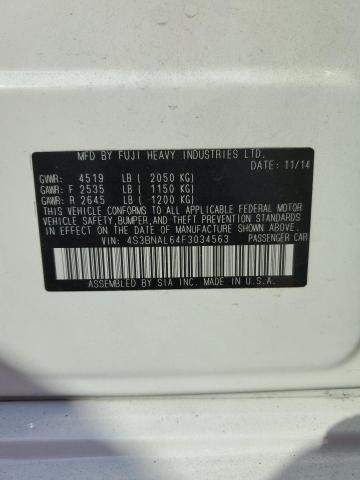 MFD BY FUJI HEAVY INDUSTRIES LTD.
DATE: 11/14
GVWR: 4519 LB ( 2050 KG)
GAWR: F 2535 LB ( 1150 KG)
GAWR: R 2645 LB ( 1200 KG)
THIS VEHICLE CONFORMS TO ALL APPLICABLE FEDERAL MOTOR
VEHICLE SAFETY, BUMPER, AND THEFT PREVENTION STANDARDS
IN EFFECT ON THE DATE OF MANUFACTURE SHOWN ABOVE.
VIN: 4S3BNAL64F3034563 PASSENGER CAR
ASSEMBLED BY SIA INC. MADE IN U.S.A.